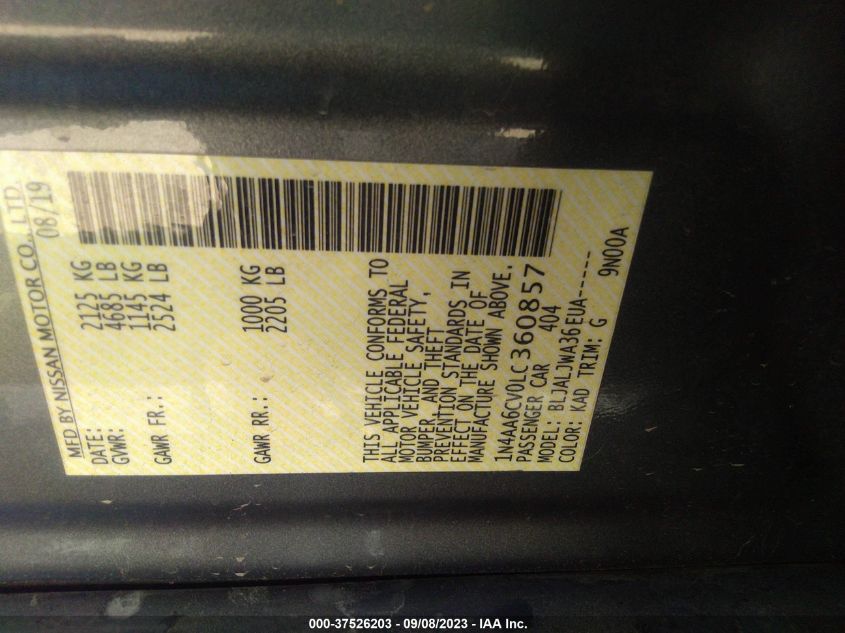 MFD BY NISSAN MOTOR CO., LTD.
DATE: 08/19
GVWR: 2125 KG
4685 LB
GAWR FR.: 1145 KG
2524 LB
GAWR RR.: 1000 KG
2205 LB
THIS VEHICLE CONFORMS TO
ALL APPLICABLE FEDERAL
MOTOR VEHICLE SAFETY,
BUMPER, AND THEFT
PREVENTION STANDARDS IN
EFFECT ON THE DATE OF
MANUFACTURE SHOWN ABOVE.
1N4AA6CV0LC360857
PASSENGER CAR 404
MODEL: BLJALJWA36EUA-----
COLOR: KAD TRIM: G 9N00A
000-37526203 - 09/08/2023 - IAA Inc.